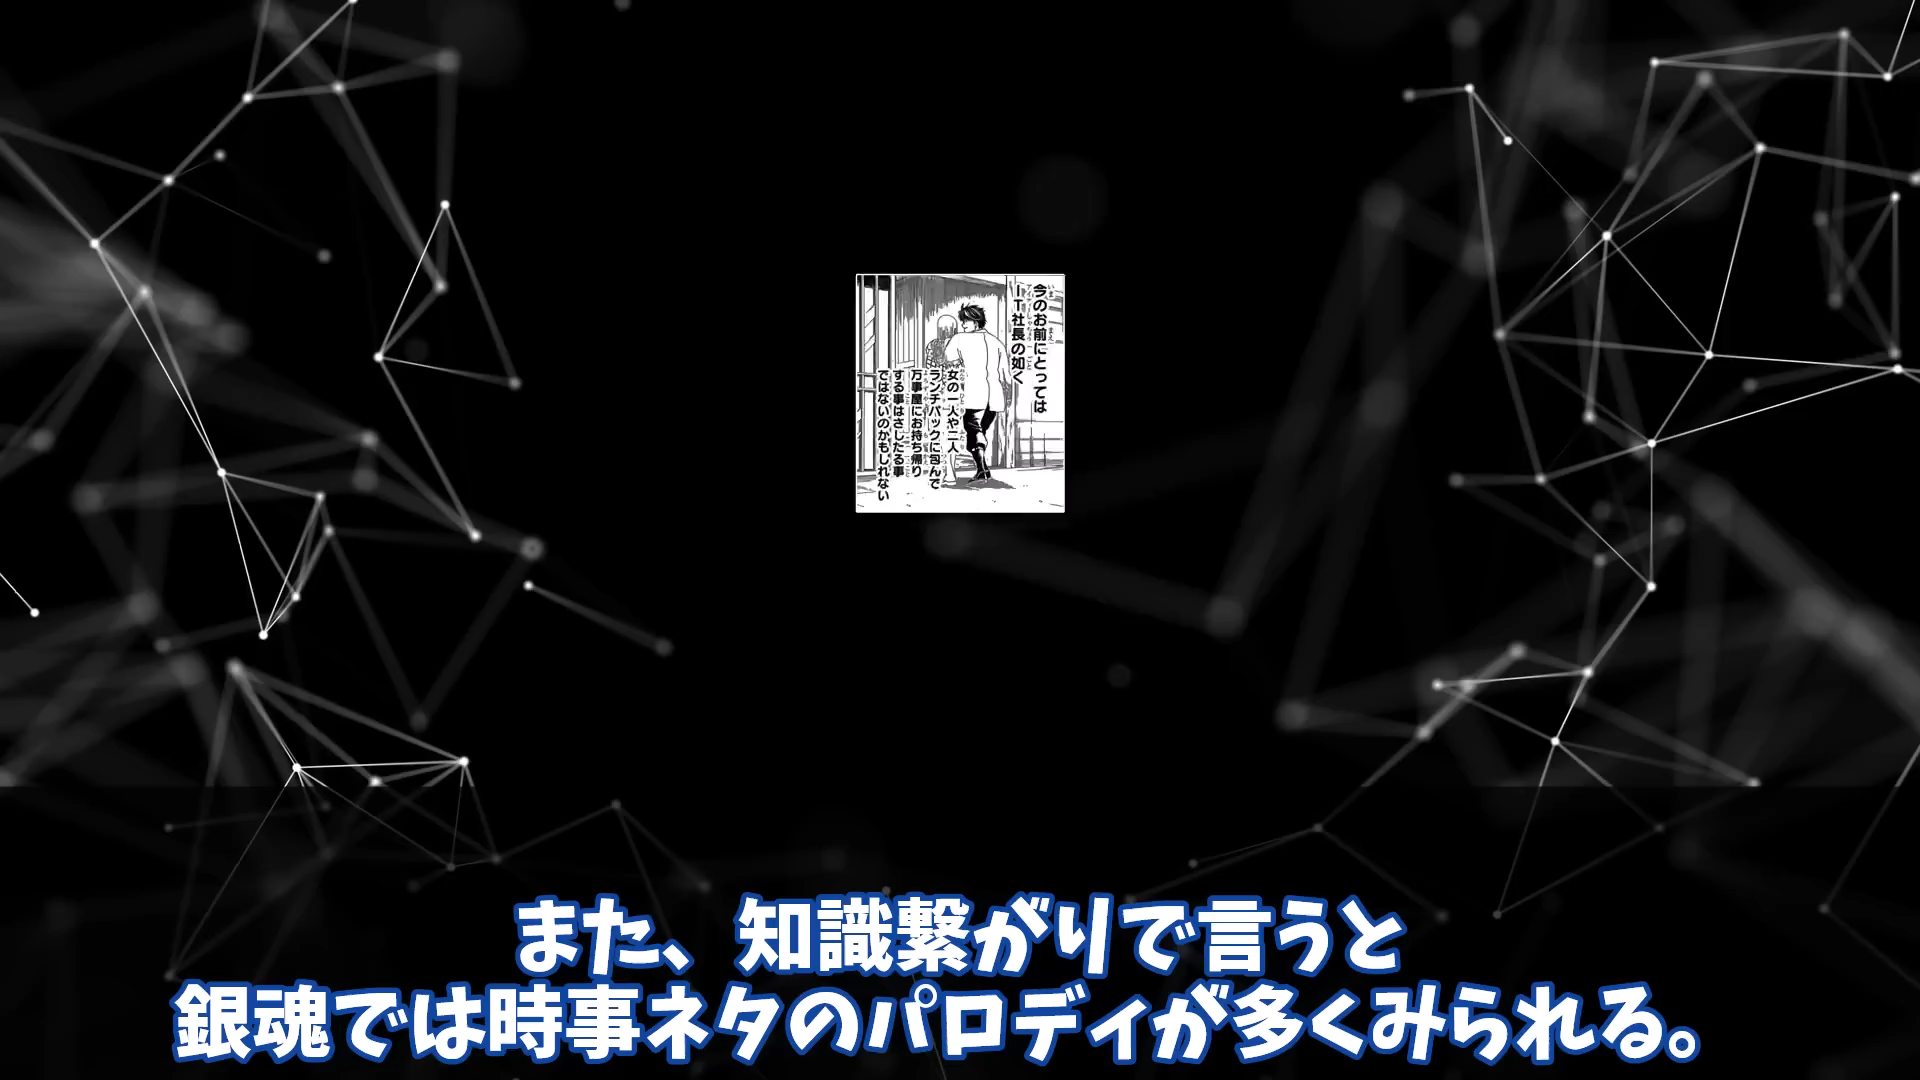 今のお前にとっては
IT社長の如く
女の一人や二人
ランチパックに包んで
万事屋にお持ち帰り
する事はさしたる事
ではないのかもしれない
また、知識繋がりで言うと
銀魂では時事ネタのパロディが多くみられる。